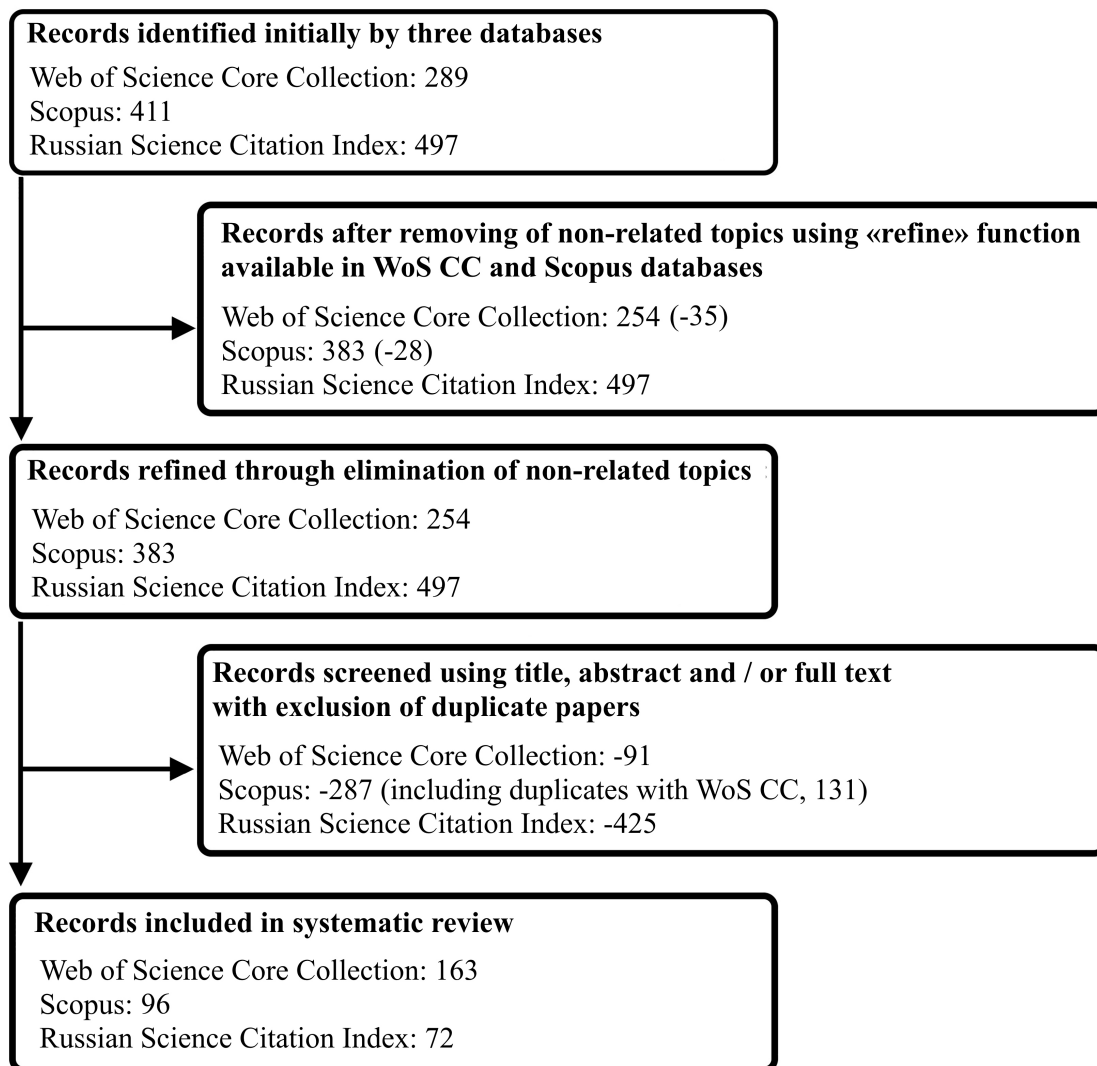 Records identified initially by three databases
Web of Science Core Collection: 289
Scopus: 411
Russian Science Citation Index: 497
Records after removing of non-related topics using «refine» function
available in WoS CC and Scopus databases
Web of Science Core Collection: 254 (-35)
Scopus: 383 (-28)
Russian Science Citation Index: 497
Records refined through elimination of non-related topics
Web of Science Core Collection: 254
Scopus: 383
Russian Science Citation Index: 497
Records screened using title, abstract and / or full text
with exclusion of duplicate papers
Web of Science Core Collection: -91
Scopus: -287 (including duplicates with WoS CC, 131)
Russian Science Citation Index: -425
Records included in systematic review
Web of Science Core Collection: 163
Scopus: 96
Russian Science Citation Index: 72